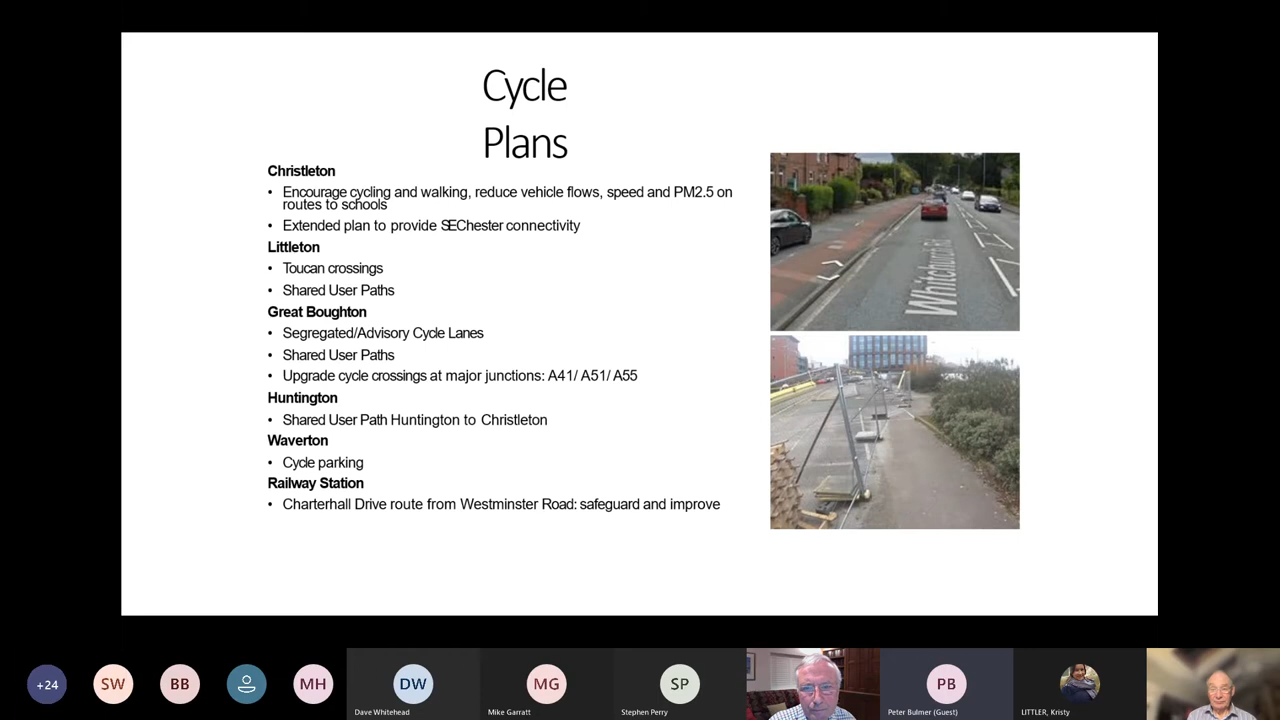 Cycle
Plans
Christleton
• Encourage cycling and walking, reduce vehicle flows, speed and PM2.5 on
routes to schools
• Extended plan to provide SEChester connectivity
Littleton
• Toucan crossings
• Shared User Paths
Great Boughton
• Segregated/Advisory Cycle Lanes
• Shared User Paths
• Upgrade cycle crossings at major junctions: A41/ A51/ A55
Huntington
• Shared User Path Huntington to Christleton
Waverton
• Cycle parking
Railway Station
• Charterhall Drive route from Westminster Road: safeguard and improve
Whitchurch Rd
+24
SW
BB
MH
DW
MG
SP
PB
Dave Whitehead
Mike Garratt
Stephen Perry
Peter Bulmer (Guest)
LITTLER, Kristy